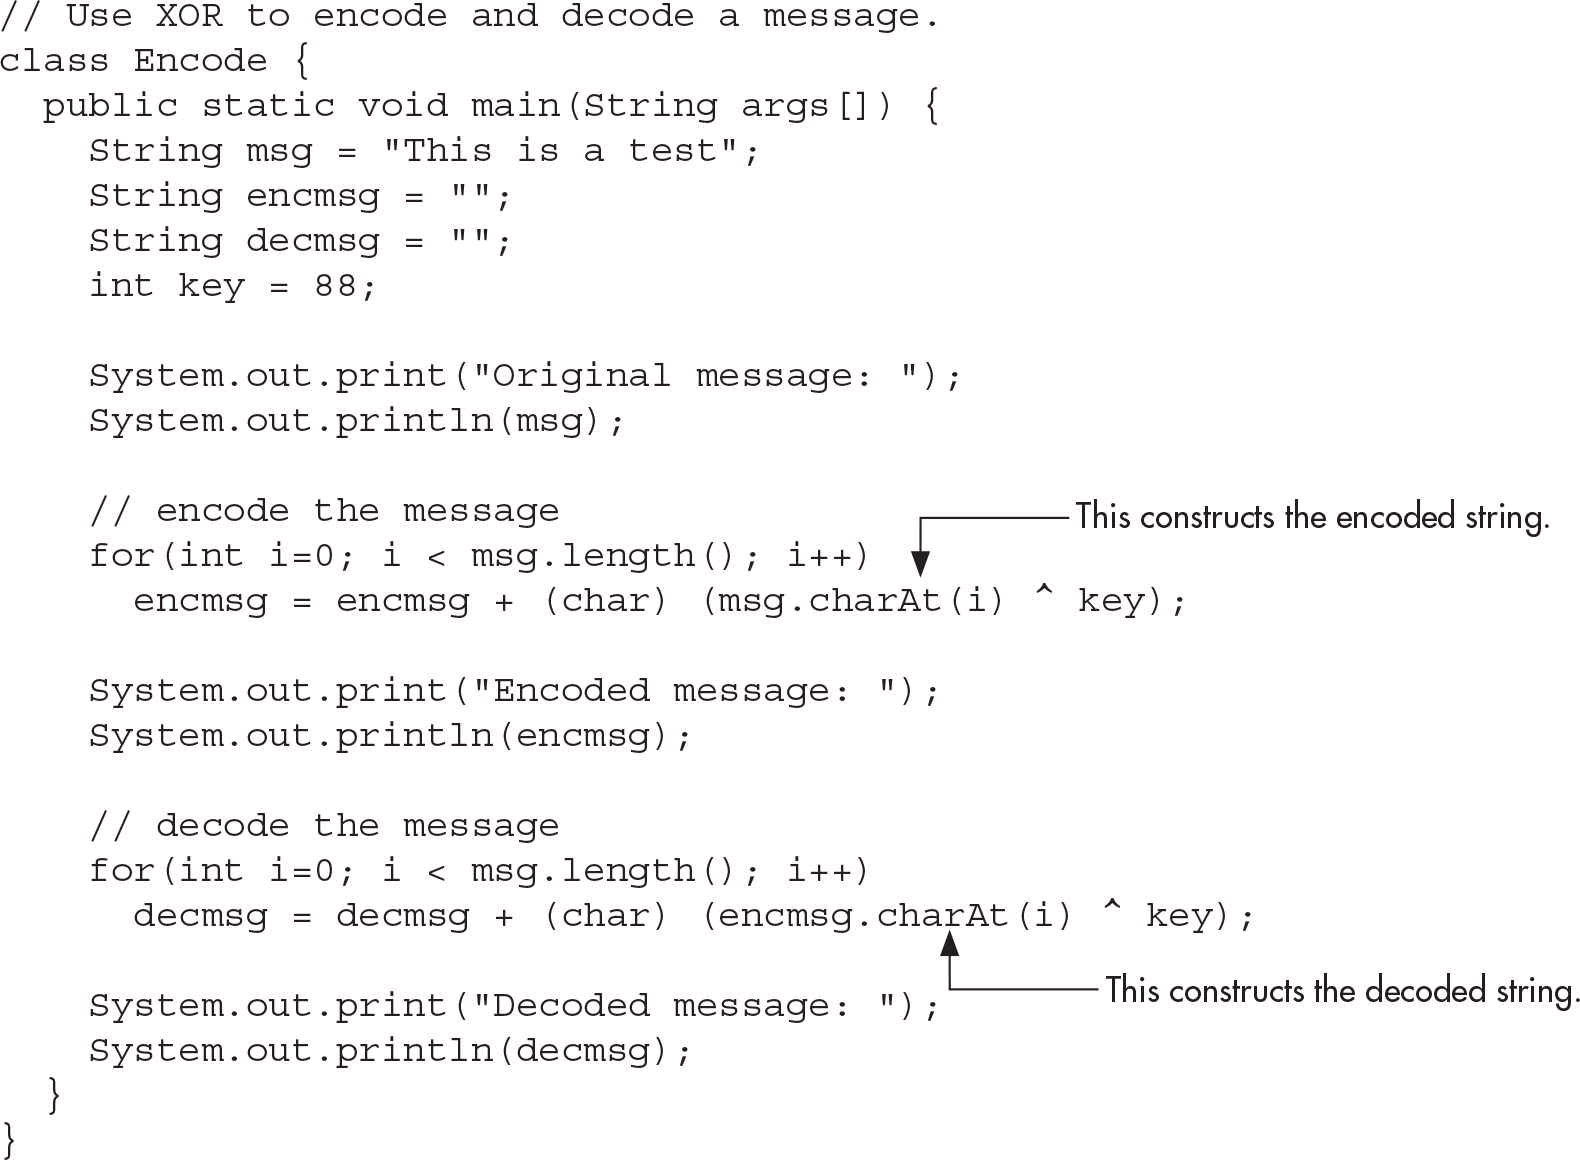 // Use XOR to encode and decode a message.
class Encode {
  public static void main(String args[]) {
    String msg = "This is a test";
    String encmsg = "";
    String decmsg = "";
    int key = 88;

    System.out.print("Original message: ");
    System.out.println(msg);

    // encode the message
This constructs the encoded string.
    for(int i=0; i < msg.length(); i++)
      encmsg = encmsg + (char) (msg.charAt(i) ^ key);

    System.out.print("Encoded message: ");
    System.out.println(encmsg);

    // decode the message
    for(int i=0; i < msg.length(); i++)
      decmsg = decmsg + (char) (encmsg.charAt(i) ^ key);
This constructs the decoded string.

    System.out.print("Decoded message: ");
    System.out.println(decmsg);
  }
}